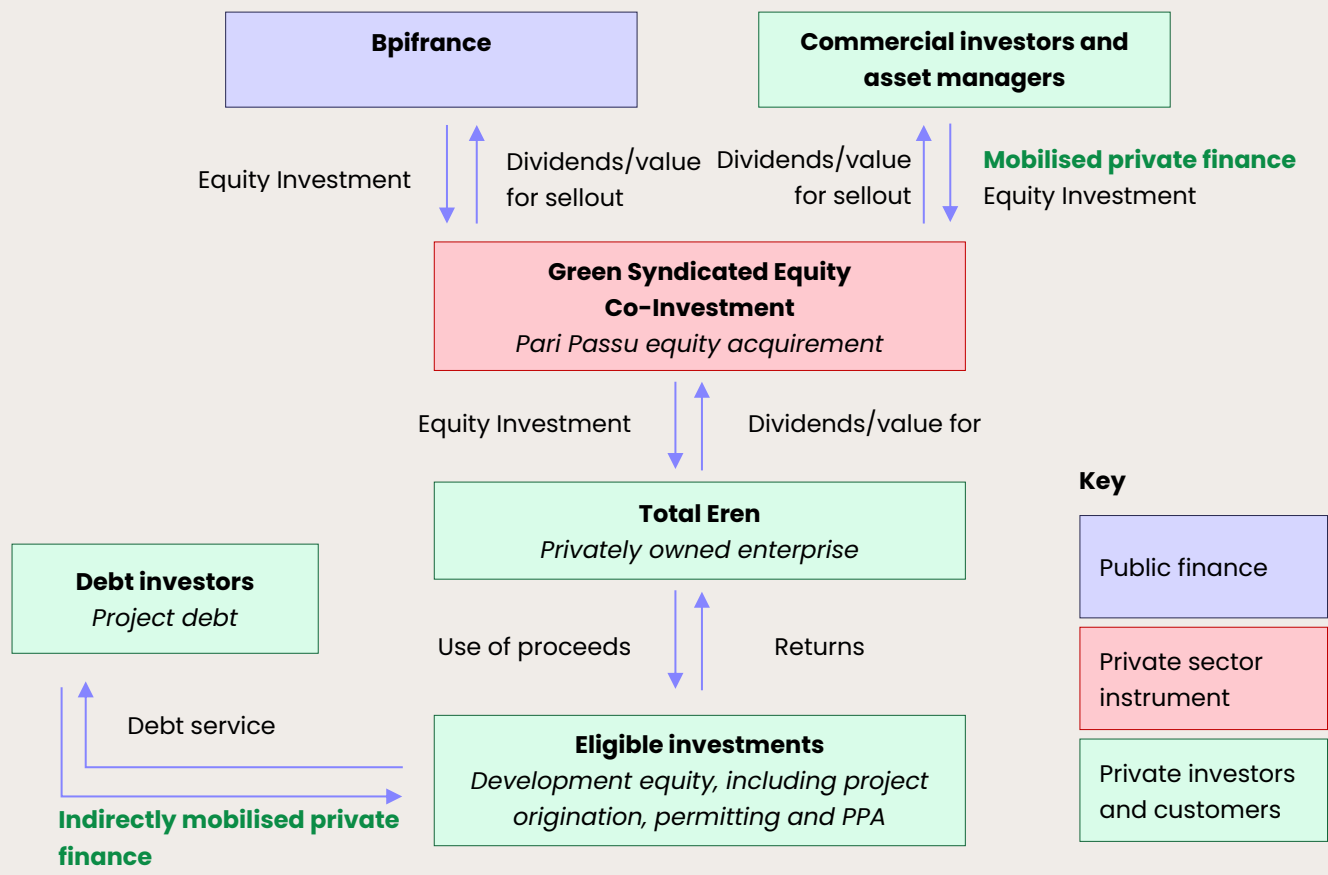 Bpifrance
Commercial investors and
asset managers
Equity Investment
Dividends/value
for sellout
Dividends/value
for sellout
Mobilised private finance
Equity Investment
Green Syndicated Equity
Co-Investment
Pari Passu equity acquirement
Equity Investment
Dividends/value for
Total Eren
Privately owned enterprise
Debt investors
Project debt
Use of proceeds
Returns
Debt service
Indirectly mobilised private
finance
Eligible investments
Development equity, including project
origination, permitting and PPA
Key
Public finance
Private sector
instrument
Private investors
and customers